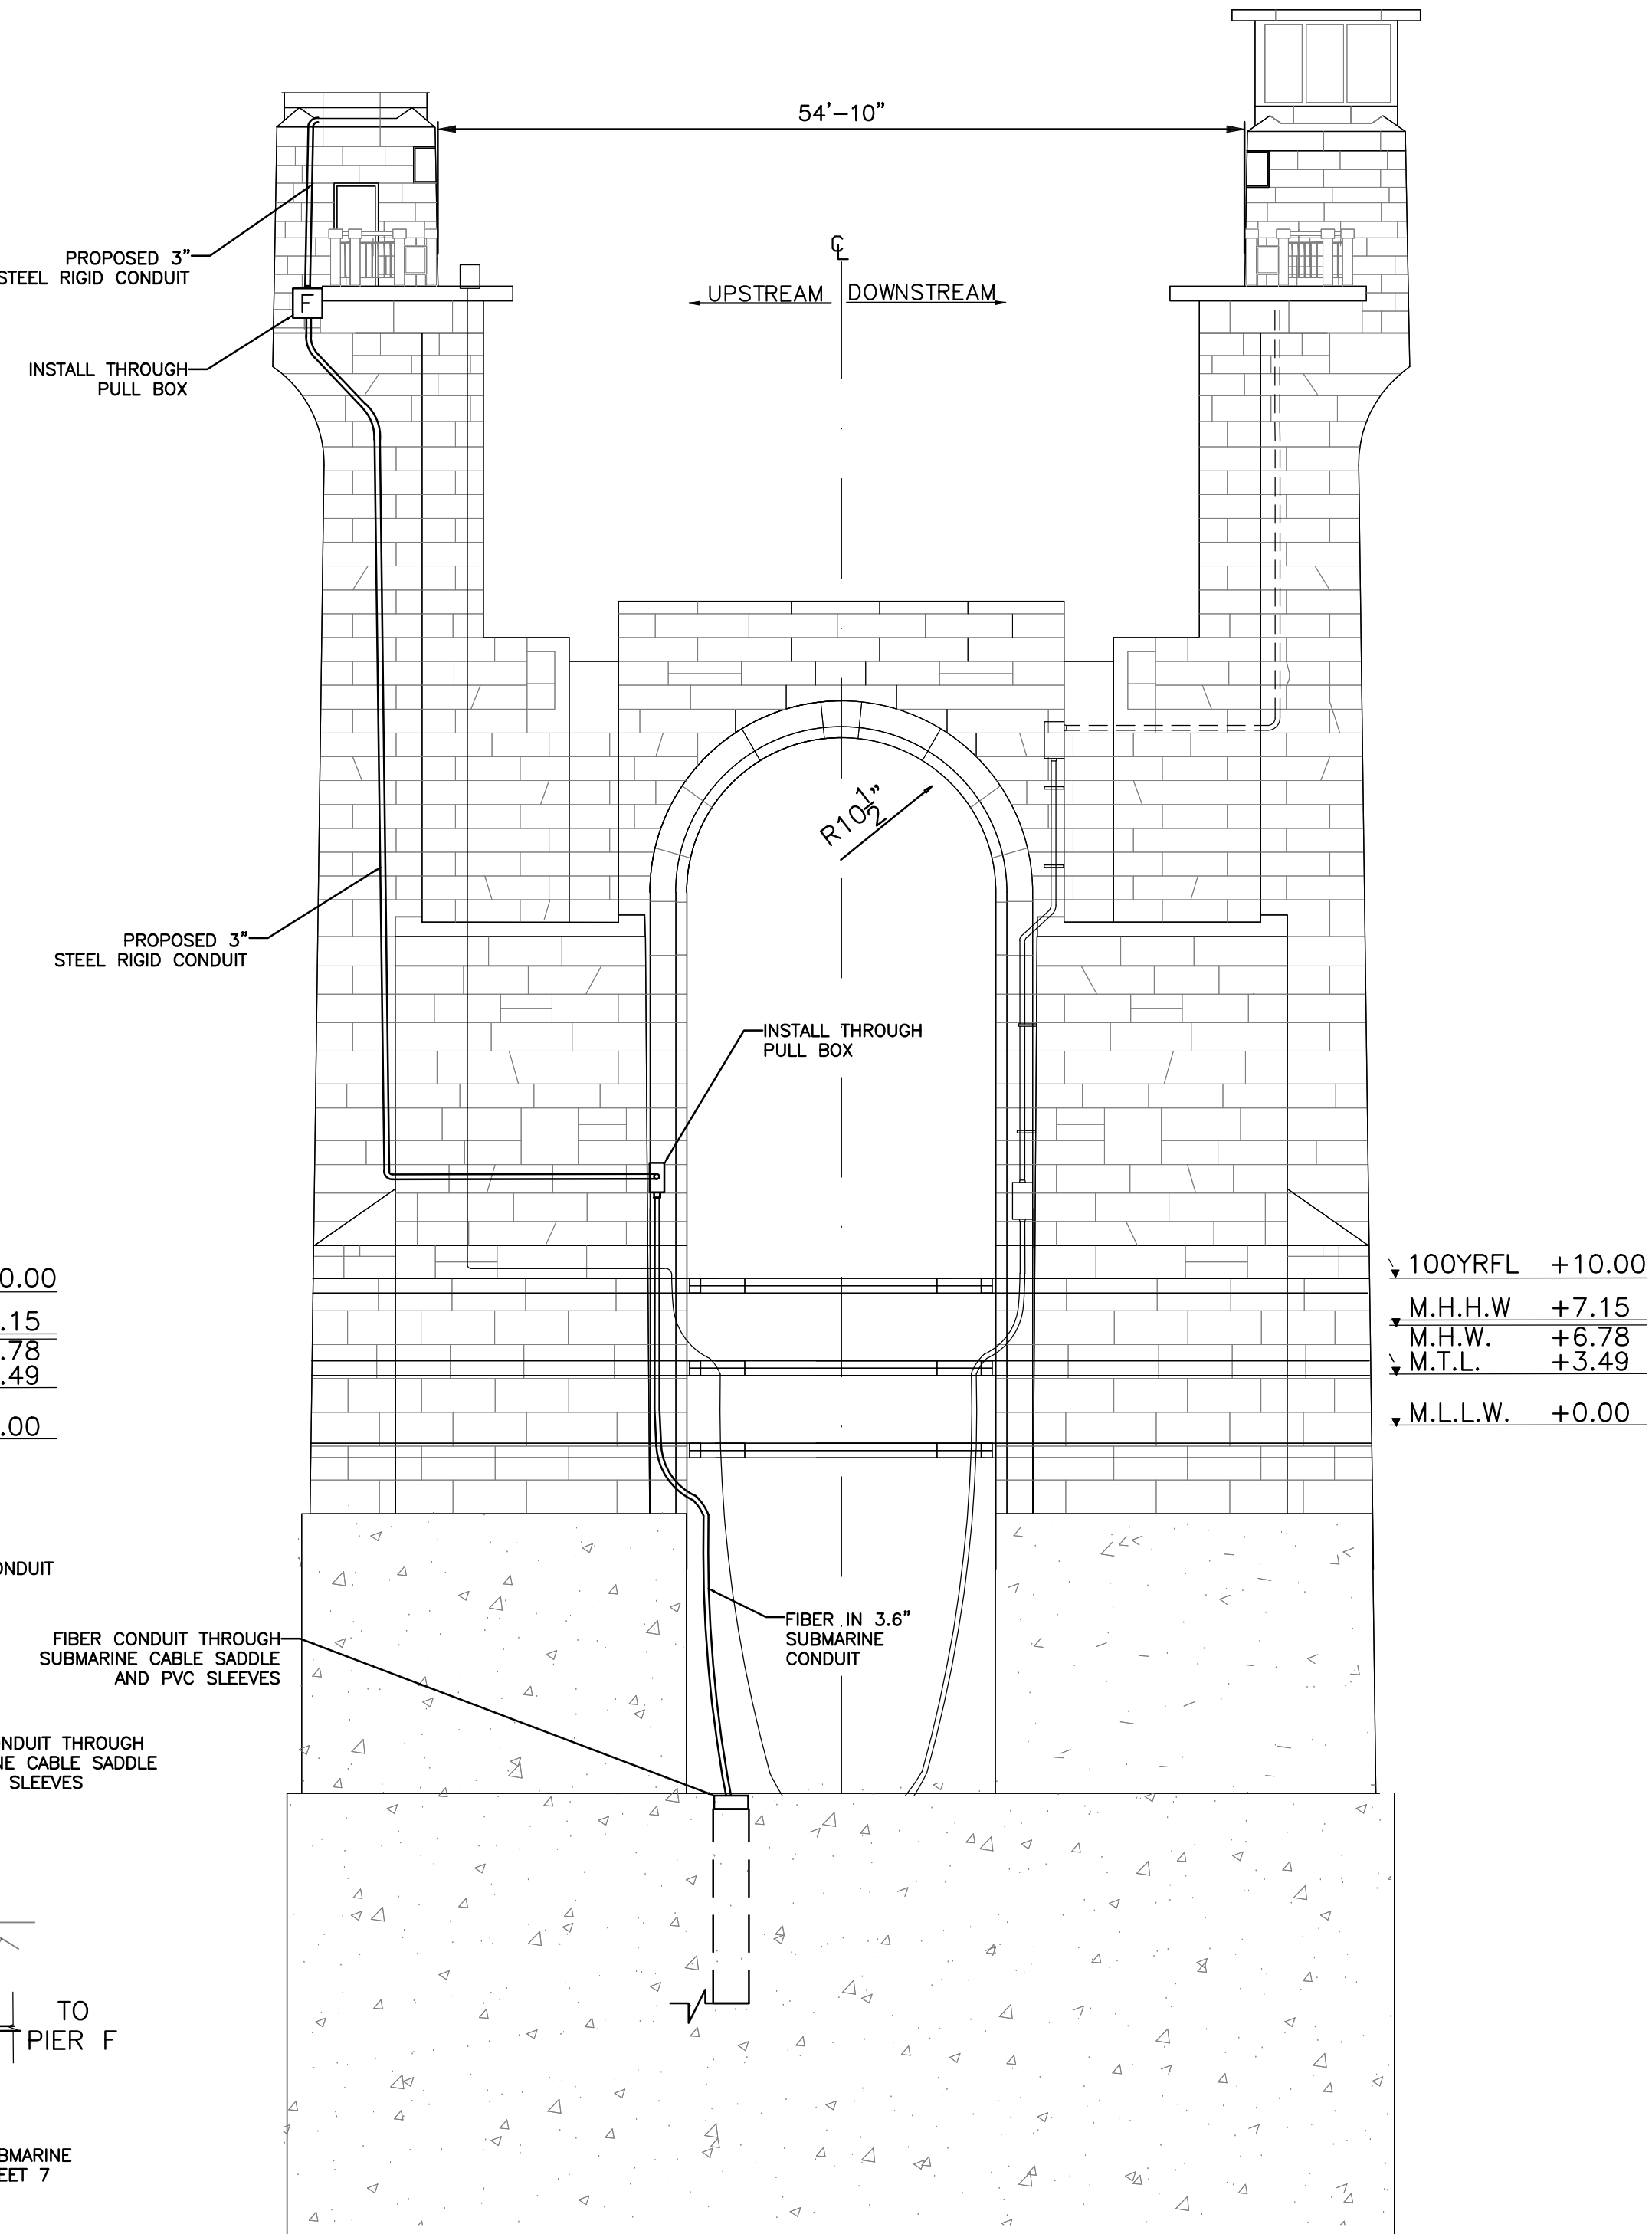 54'-10"
PROPOSED 3"
STEEL RIGID CONDUIT
F
℄
UPSTREAM
DOWNSTREAM
INSTALL THROUGH
PULL BOX
R10 1/2"
PROPOSED 3"
STEEL RIGID CONDUIT
INSTALL THROUGH
PULL BOX
0.00
.15
.78
.49
.00
100YRFL +10.00
M.H.H.W +7.15
M.H.W. +6.78
M.T.L. +3.49
M.L.L.W. +0.00
ONDUIT
FIBER CONDUIT THROUGH
SUBMARINE CABLE SADDLE
AND PVC SLEEVES
FIBER IN 3.6"
SUBMARINE
CONDUIT
NDUIT THROUGH
NE CABLE SADDLE
SLEEVES
TO
PIER F
BMARINE
EET 7